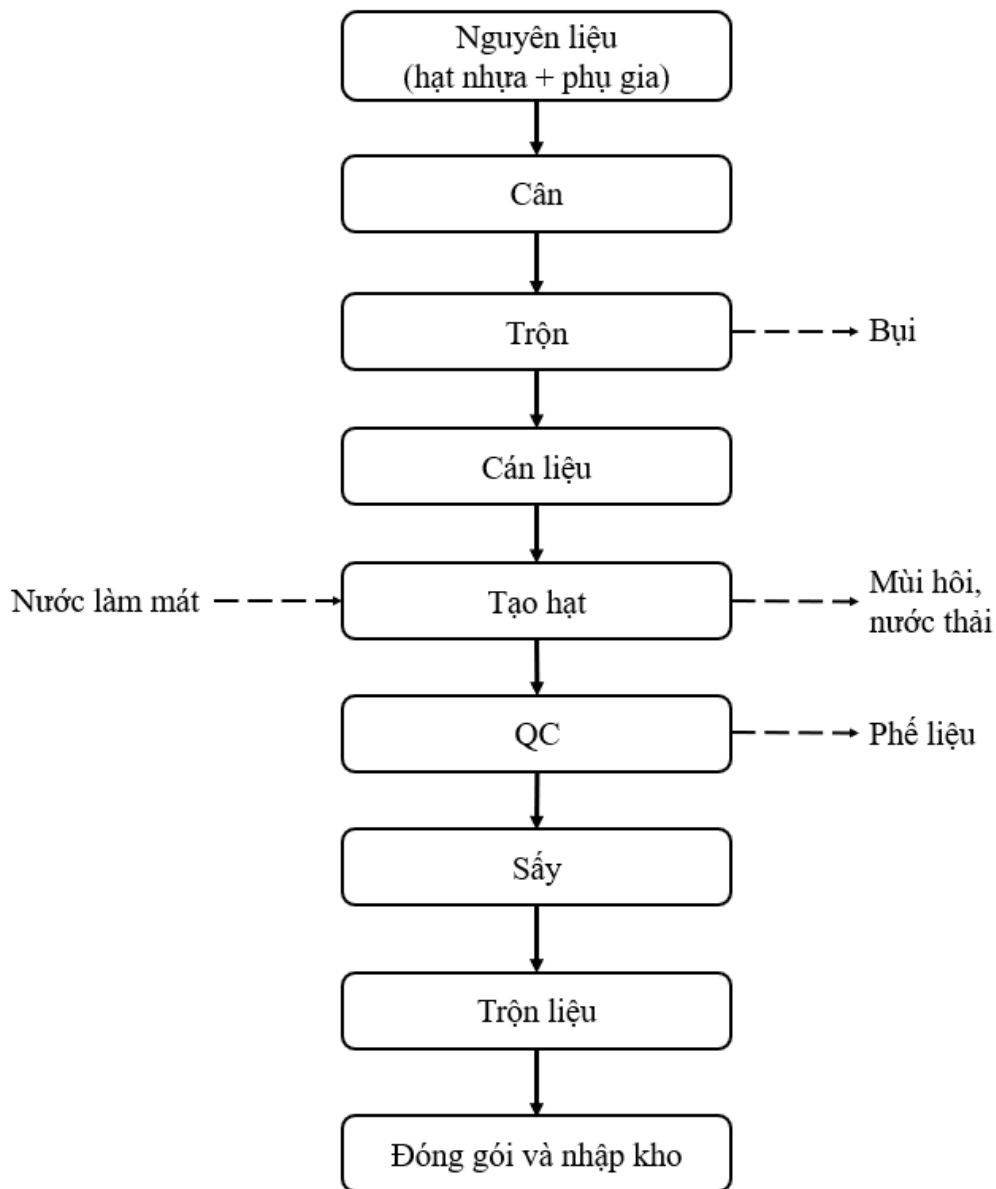 Nguyên liệu
(hạt nhựa + phụ gia)
Cân
Trộn
Bụi
Cán liệu
Nước làm mát
Tạo hạt
Mùi hôi,
nước thải
QC
Phế liệu
Sấy
Trộn liệu
Đóng gói và nhập kho